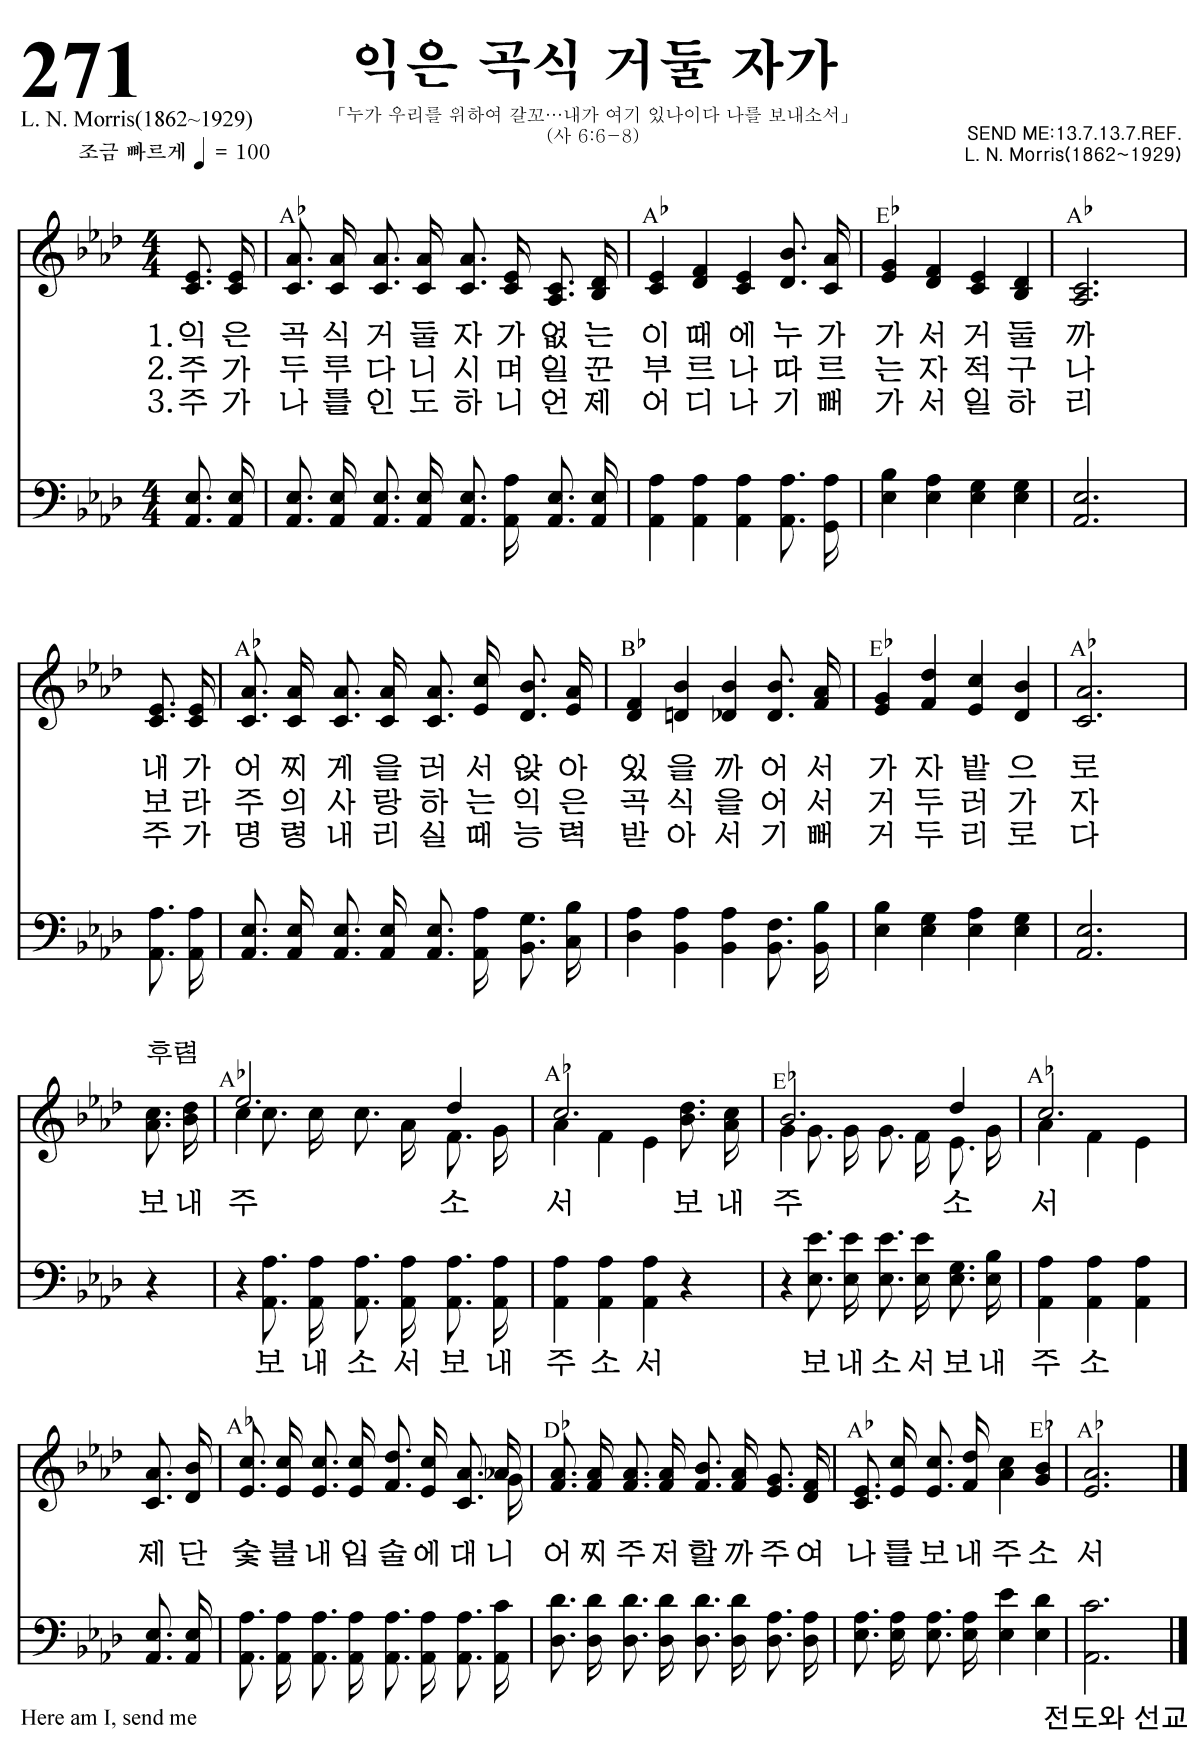 271
익은 곡식 거둘 자가
L. N. Morris(1862~1929)
「누가 우리를 위하여 갈꼬…내가 여기 있나이다 나를 보내소서」
(사 6:6-8)
조금 빠르게 ♩ = 100
SEND ME:13.7.13.7.REF.
L. N. Morris(1862~1929)
A♭ A♭ E♭ A♭
4 4
1.익 은 곡 식 거 둘 자 가 없 는 이 때 에 누 가 가 서 거 둘 까
2.주 가 두 루 다 니 시 며 일 꾼 부 르 나 따 르 는 자 적 구 나
3.주 가 나 를 인 도 하 니 언 제 어 디 나 기 뻐 가 서 일 하 리
4 4
A♭ B♭ E♭ A♭
내 가 어 찌 게 을 러 서 앉 아 있 을 까 어 서 가 자 밭 으 로
보 라 주 의 사 랑 하 는 익 은 곡 식 을 어 서 거 두 러 가 자
주 가 명 령 내 리 실 때 능 력 받 아 서 기 뻐 거 두 리 로 다
후렴
A♭ A♭ E♭ A♭
보 내 주 소 서 보 내 주 소 서
보 내 소 서 보 내 주 소 서 보 내 소 서 보 내 주 소
A♭ D♭ A♭ E♭ A♭
제 단 숯 불 내 입 술 에 대 니 어 찌 주 저 할 까 주 여 나 를 보 내 주 소 서
Here am I, send me
전도와 선교